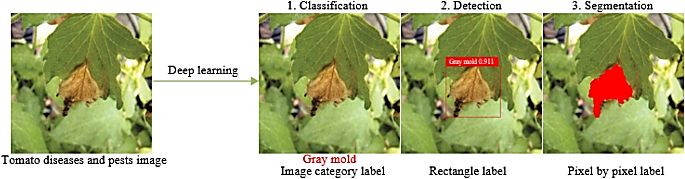 1. Classification
2. Detection
3. Segmentation
Deep learning
Gray mold 0.911
Tomato diseases and pests image
Gray mold
Image category label
Rectangle label
Pixel by pixel label